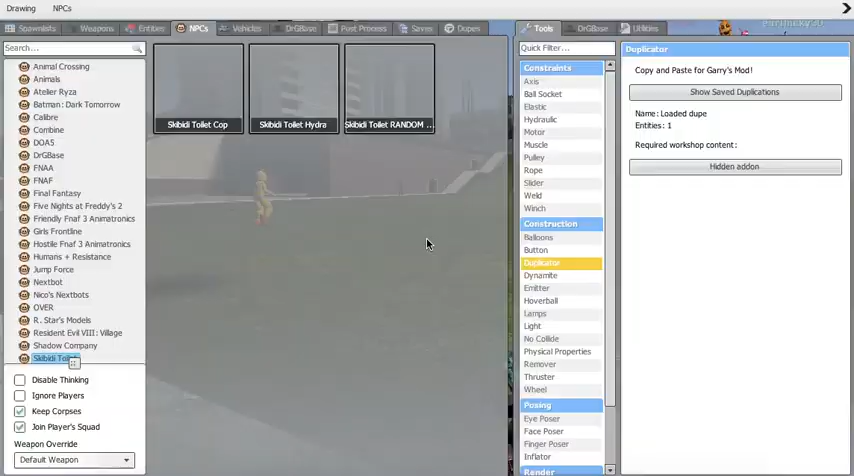 Drawing NPCs
Spawnlists Weapons Entities NPCs Vehicles DrGBase Post Process Saves Dupes
Search...
Animal Crossing
Animals
Atelier Ryza
Batman: Dark Tomorrow
Calibre
Combine
DOA5
DrGBase
FNAA
FNAF
Final Fantasy
Five Nights at Freddy's 2
Friendly Fnaf 3 Animatronics
Girls Frontline
Hostile Fnaf 3 Animatronics
Humans + Resistance
Jump Force
Nextbot
Nico's Nextbots
OVER
R. Star's Models
Resident Evil VIII: Village
Shadow Company
Skibidi Toilet
Disable Thinking
Ignore Players
Keep Corpses
Join Player's Squad
Weapon Override
Default Weapon
Skibidi Toilet Cop
Skibidi Toilet Hydra
Skibidi Toilet RANDOM ...
Tools DrGBase Utilities
Quick Filter...
Constraints
Axis
Ball Socket
Elastic
Hydraulic
Motor
Muscle
Pulley
Rope
Slider
Weld
Winch
Construction
Balloons
Button
Duplicator
Dynamite
Emitter
Hoverball
Lamps
Light
No Collide
Physical Properties
Remover
Thruster
Wheel
Posing
Eye Poser
Face Poser
Finger Poser
Inflator
Render
Duplicator
Copy and Paste for Garry's Mod!
Show Saved Duplications
Name: Loaded dupe
Entities: 1
Required workshop content:
Hidden addon